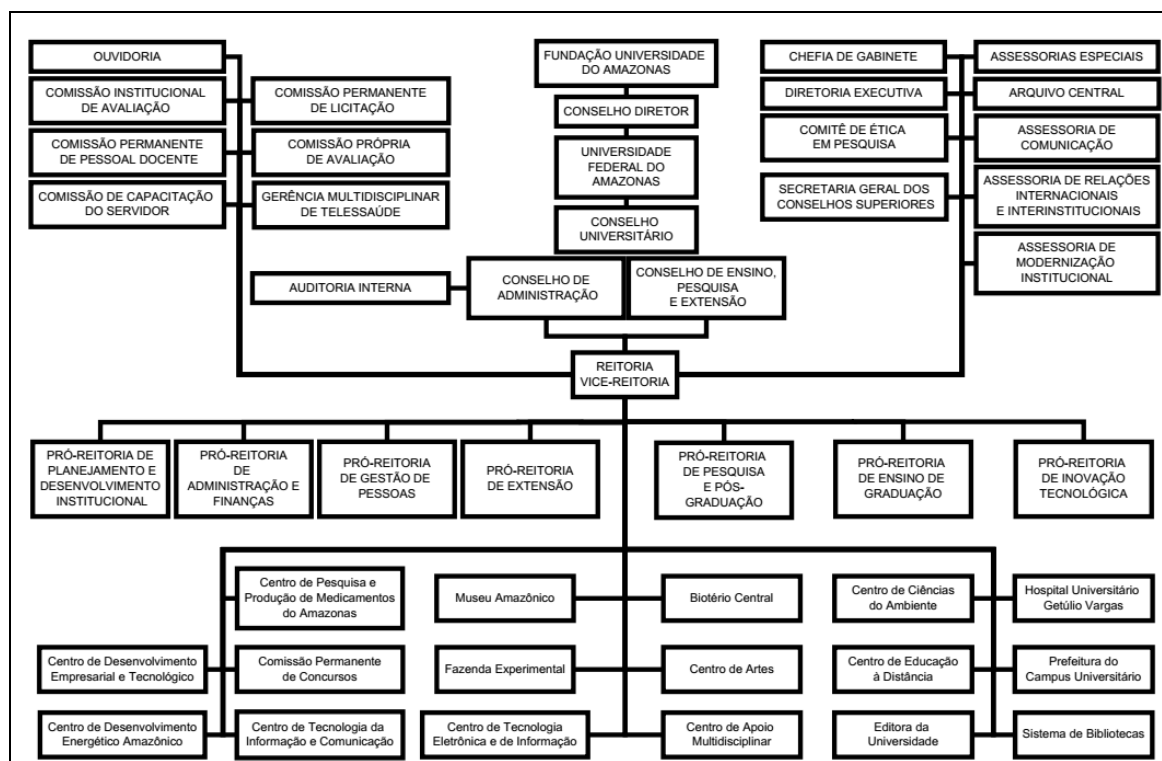 OUVIDORIA
COMISSÃO INSTITUCIONAL
DE AVALIAÇÃO
COMISSÃO PERMANENTE
DE LICITAÇÃO
COMISSÃO PERMANENTE
DE PESSOAL DOCENTE
COMISSÃO PRÓPRIA
DE AVALIAÇÃO
COMISSÃO DE CAPACITAÇÃO
DO SERVIDOR
GERÊNCIA MULTIDISCIPLINAR
DE TELESSAÚDE
FUNDAÇÃO UNIVERSIDADE
DO AMAZONAS
CONSELHO DIRETOR
UNIVERSIDADE
FEDERAL DO
AMAZONAS
CONSELHO
UNIVERSITÁRIO
CHEFIA DE GABINETE
ASSESSORIAS ESPECIAIS
DIRETORIA EXECUTIVA
ARQUIVO CENTRAL
COMITÊ DE ÉTICA
EM PESQUISA
ASSESSORIA DE
COMUNICAÇÃO
SECRETARIA GERAL DOS
CONSELHOS SUPERIORES
ASSESSORIA DE RELAÇÕES
INTERNACIONAIS
E INTERINSTITUCIONAIS
ASSESSORIA DE
MODERNIZAÇÃO
INSTITUCIONAL
AUDITORIA INTERNA
CONSELHO DE
ADMINISTRAÇÃO
CONSELHO DE ENSINO,
PESQUISA
E EXTENSÃO
REITORIA
VICE-REITORIA
PRÓ-REITORIA DE
PLANEJAMENTO E
DESENVOLVIMENTO
INSTITUCIONAL
PRÓ-REITORIA
DE
ADMINISTRAÇÃO E
FINANÇAS
PRÓ-REITORIA
DE GESTÃO DE
PESSOAS
PRÓ-REITORIA
DE EXTENSÃO
PRÓ-REITORIA
DE PESQUISA
E PÓS-
GRADUAÇÃO
PRÓ-REITORIA
DE ENSINO DE
GRADUAÇÃO
PRÓ-REITORIA
DE INOVAÇÃO
TECNOLÓGICA
Centro de Pesquisa e
Produção de Medicamentos
do Amazonas
Museu Amazônico
Biotério Central
Centro de Ciências
do Ambiente
Hospital Universitário
Getúlio Vargas
Centro de Desenvolvimento
Empresarial e Tecnológico
Comissão Permanente
de Concursos
Fazenda Experimental
Centro de Artes
Centro de Educação
à Distância
Prefeitura do
Campus Universitário
Centro de Desenvolvimento
Energético Amazônico
Centro de Tecnologia da
Informação e Comunicação
Centro de Tecnologia
Eletrônica e de Informação
Centro de Apoio
Multidisciplinar
Editora da
Universidade
Sistema de Bibliotecas